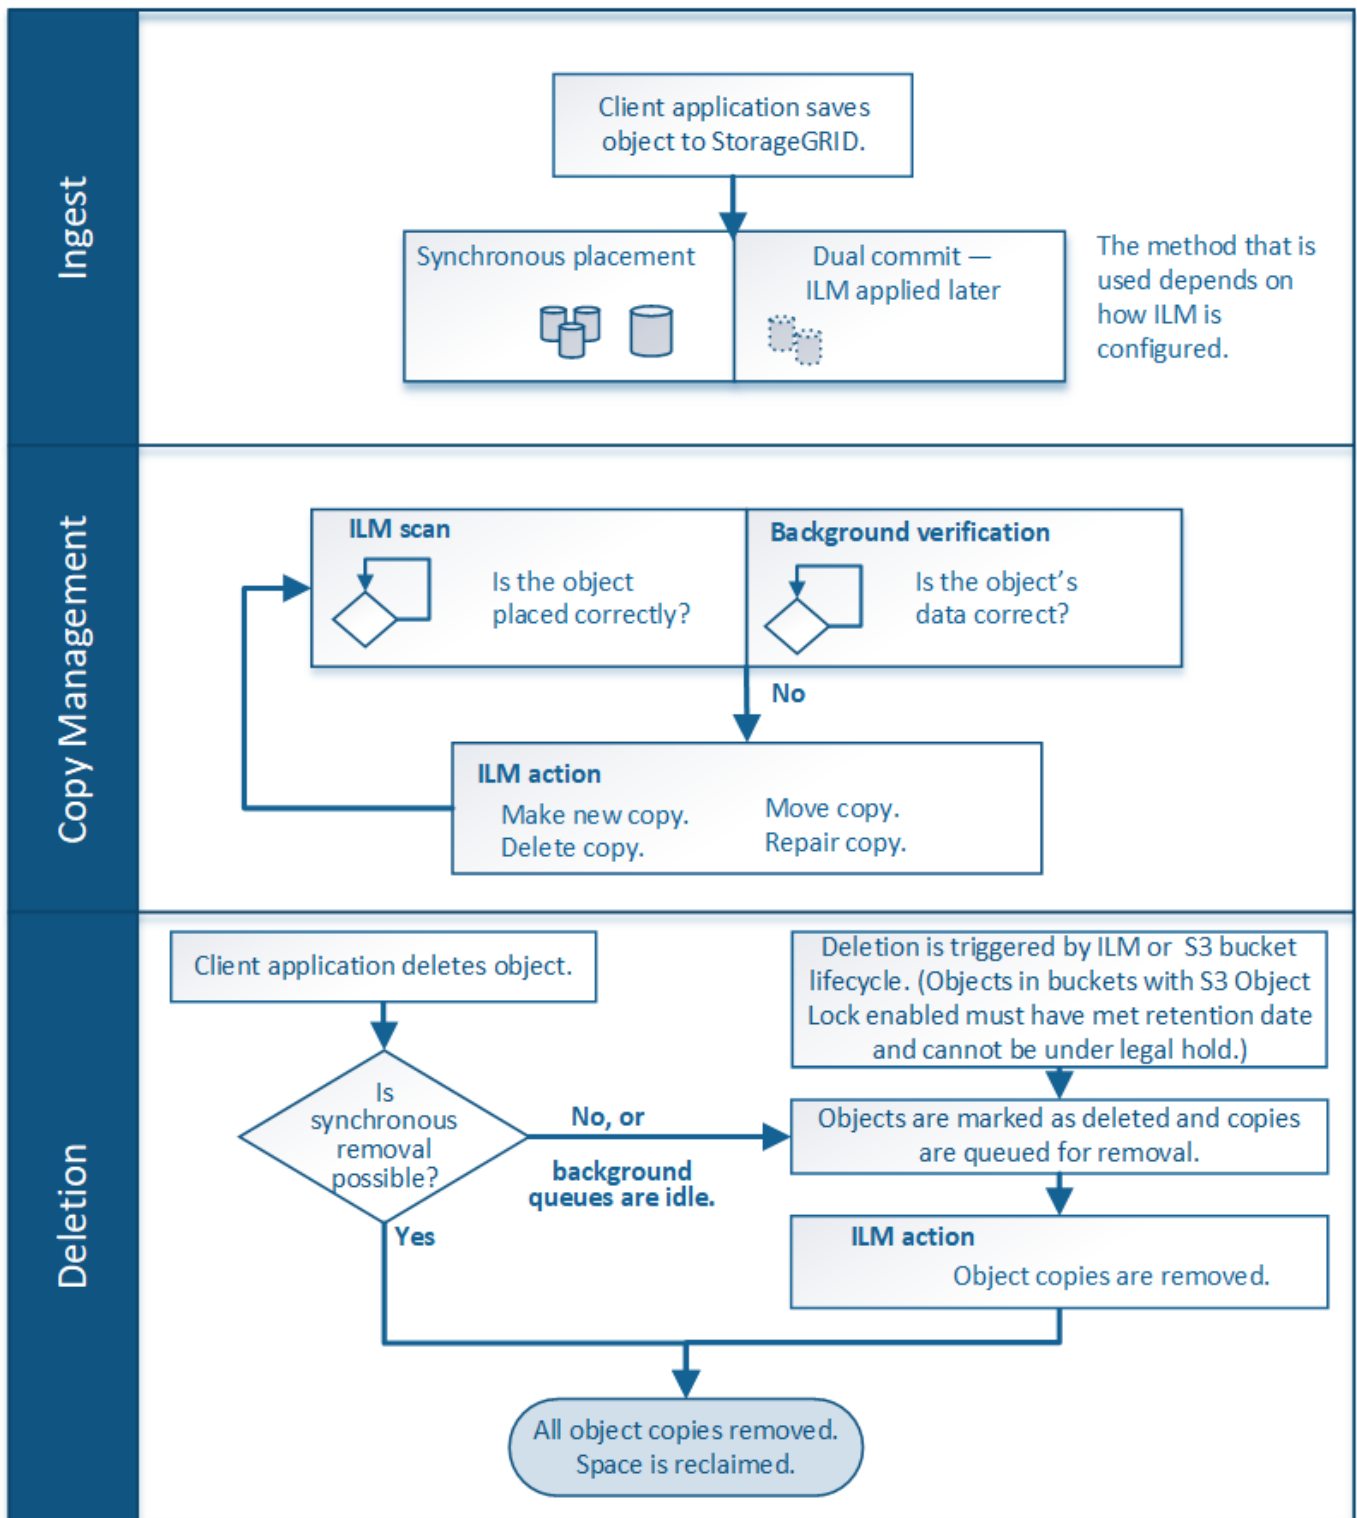 Ingest
Client application saves
object to StorageGRID.
Synchronous placement
Dual commit —
ILM applied later
The method that is
used depends on
how ILM is
configured.
Copy Management
ILM scan
Is the object
placed correctly?
Background verification
Is the object’s
data correct?
No
ILM action
Make new copy.
Delete copy.
Move copy.
Repair copy.
Deletion
Client application deletes object.
Is
synchronous
removal
possible?
No, or
background
queues are idle.
Yes
Deletion is triggered by ILM or S3 bucket
lifecycle. (Objects in buckets with S3 Object
Lock enabled must have met retention date
and cannot be under legal hold.)
Objects are marked as deleted and copies
are queued for removal.
ILM action
Object copies are removed.
All object copies removed.
Space is reclaimed.